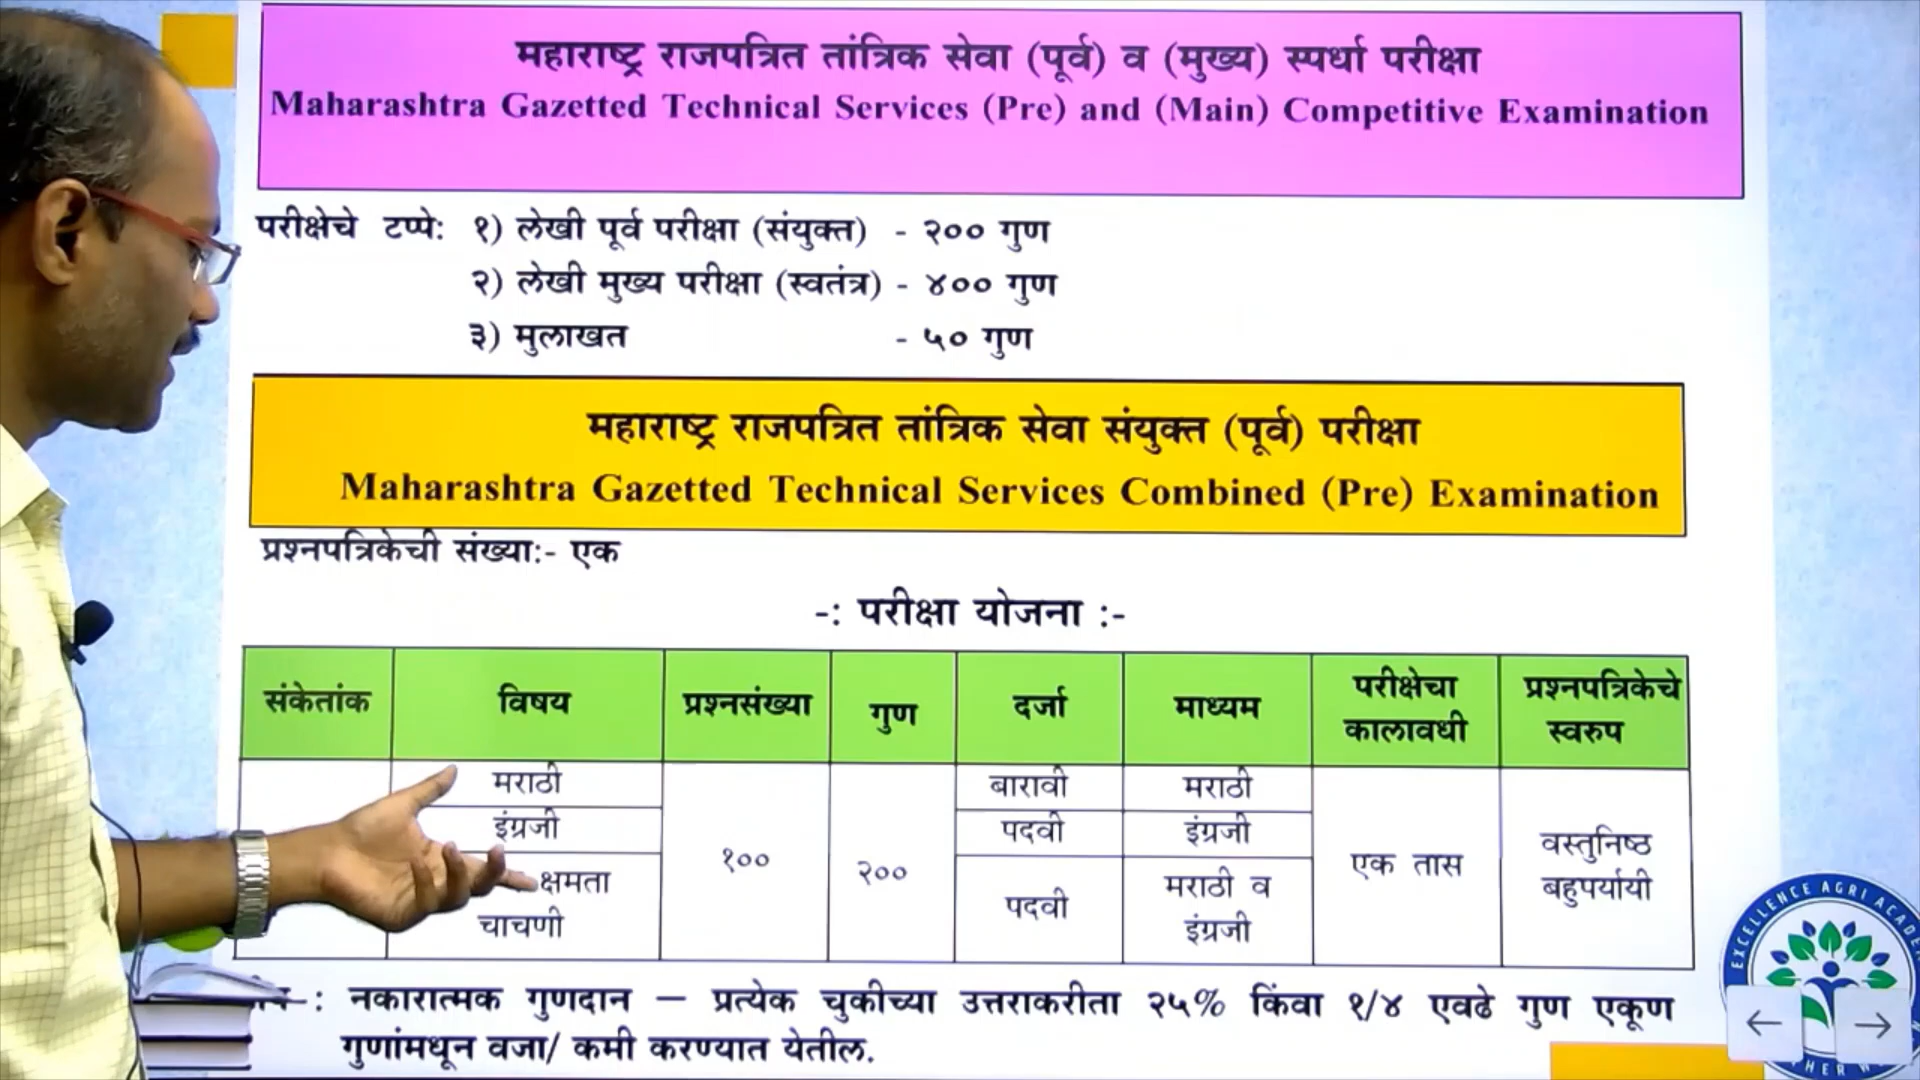 महाराष्ट्र राजपत्रित तांत्रिक सेवा (पूर्व) व (मुख्य) स्पर्धा परीक्षा
Maharashtra Gazetted Technical Services (Pre) and (Main) Competitive Examination
परीक्षेचे टप्पे: १) लेखी पूर्व परीक्षा (संयुक्त) - २०० गुण
२) लेखी मुख्य परीक्षा (स्वतंत्र) - ४०० गुण
३) मुलाखत - ५० गुण
महाराष्ट्र राजपत्रित तांत्रिक सेवा संयुक्त (पूर्व) परीक्षा
Maharashtra Gazetted Technical Services Combined (Pre) Examination
प्रश्नपत्रिकेची संख्या:- एक
-: परीक्षा योजना :-
संकेतांक विषय प्रश्नसंख्या गुण दर्जा माध्यम परीक्षेचा कालावधी प्रश्नपत्रिकेचे स्वरुप
मराठी १०० २०० बारावी मराठी एक तास वस्तुनिष्ठ बहुपर्यायी
इंग्रजी पदवी इंग्रजी
क्षमता चाचणी पदवी मराठी व इंग्रजी
: नकारात्मक गुणदान – प्रत्येक चुकीच्या उत्तराकरीता २५% किंवा १/४ एवढे गुण एकूण
गुणांमधून वजा/ कमी करण्यात येतील.
EXCELLENCE AGRI